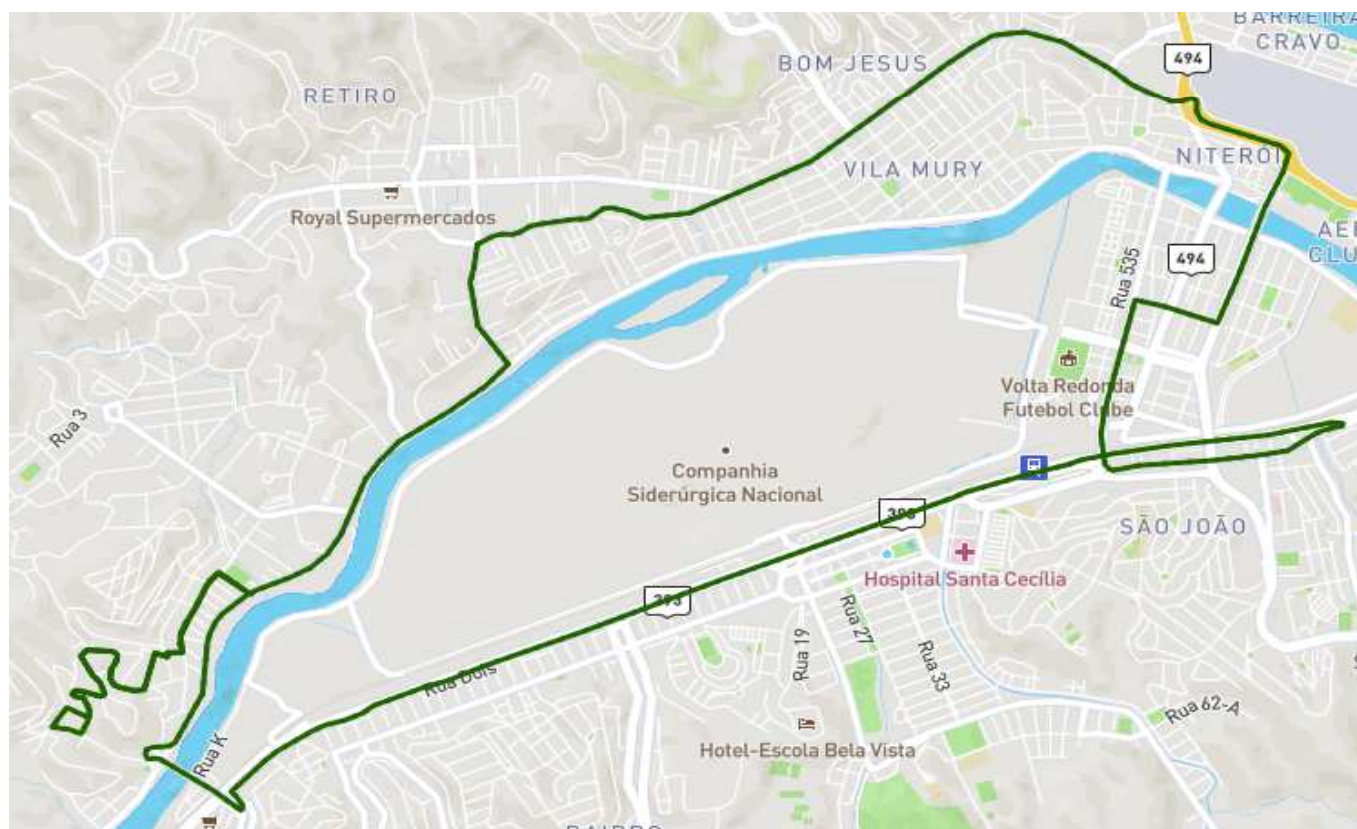 BARREIRA
CRAVO
494
BOM JESUS
RETIRO
VILA MURY
NITERÓI
Royal Supermercados
494
Rua 535
Volta Redonda
Futebol Clube
Rua 3
Companhia
Siderúrgica Nacional
393
SÃO JOÃO
Hospital Santa Cecília
393
Rua 27
Rua 19
Rua 33
Rua Dois
Rua 62-A
Rua K
Hotel-Escola Bela Vista